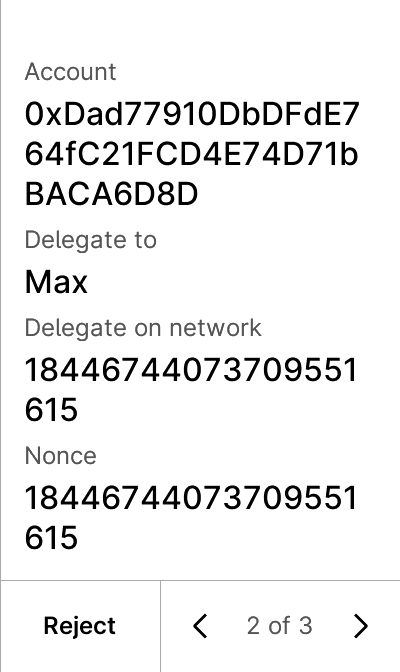 Account
0xDad77910DbDFdE7
64fC21FCD4E74D71b
BACA6D8D
Delegate to
Max
Delegate on network
18446744073709551
615
Nonce
18446744073709551
615
Reject
2 of 3